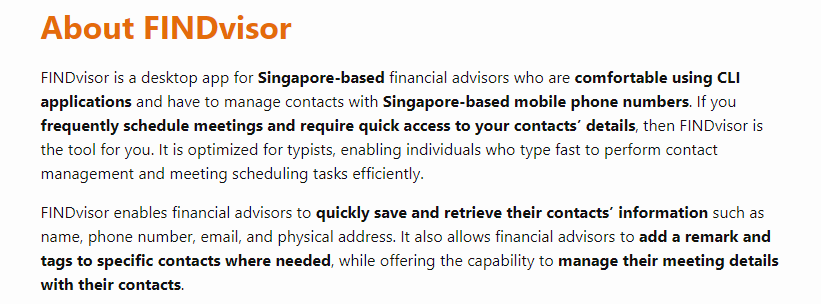 About FINDvisor
FINDvisor is a desktop app for Singapore-based financial advisors who are comfortable using CLI
applications and have to manage contacts with Singapore-based mobile phone numbers. If you
frequently schedule meetings and require quick access to your contacts’ details, then FINDvisor is
the tool for you. It is optimized for typists, enabling individuals who type fast to perform contact
management and meeting scheduling tasks efficiently.
FINDvisor enables financial advisors to quickly save and retrieve their contacts’ information such as
name, phone number, email, and physical address. It also allows financial advisors to add a remark and
tags to specific contacts where needed, while offering the capability to manage their meeting details
with their contacts.